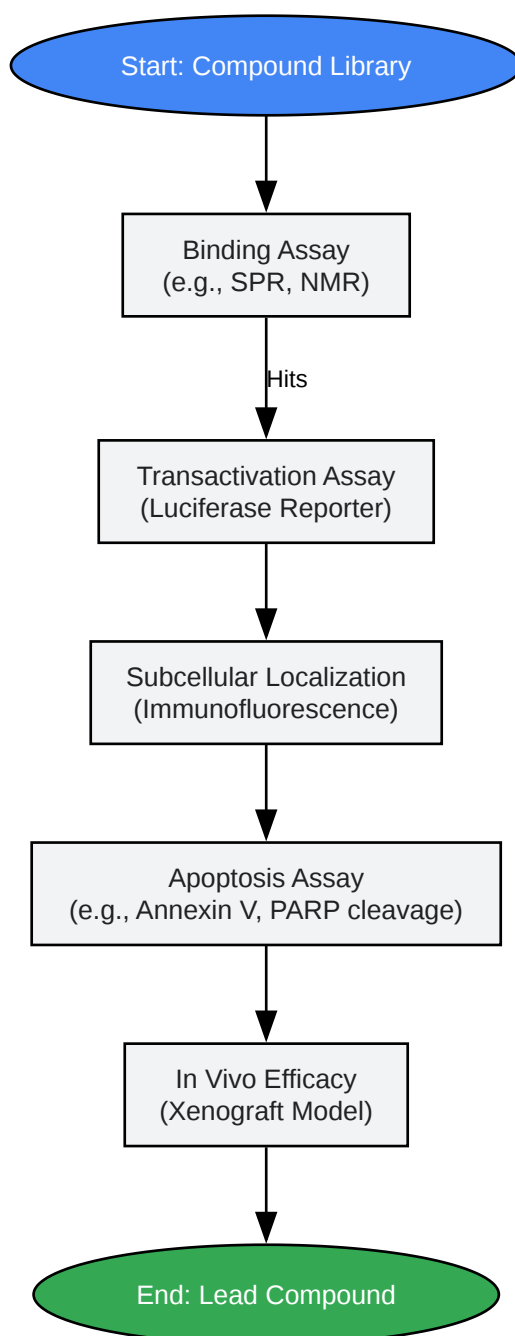 Start: Compound Library
Binding Assay
(e.g., SPR, NMR)
Hits
Transactivation Assay
(Luciferase Reporter)
Subcellular Localization
(Immunofluorescence)
Apoptosis Assay
(e.g., Annexin V, PARP cleavage)
In Vivo Efficacy
(Xenograft Model)
End: Lead Compound